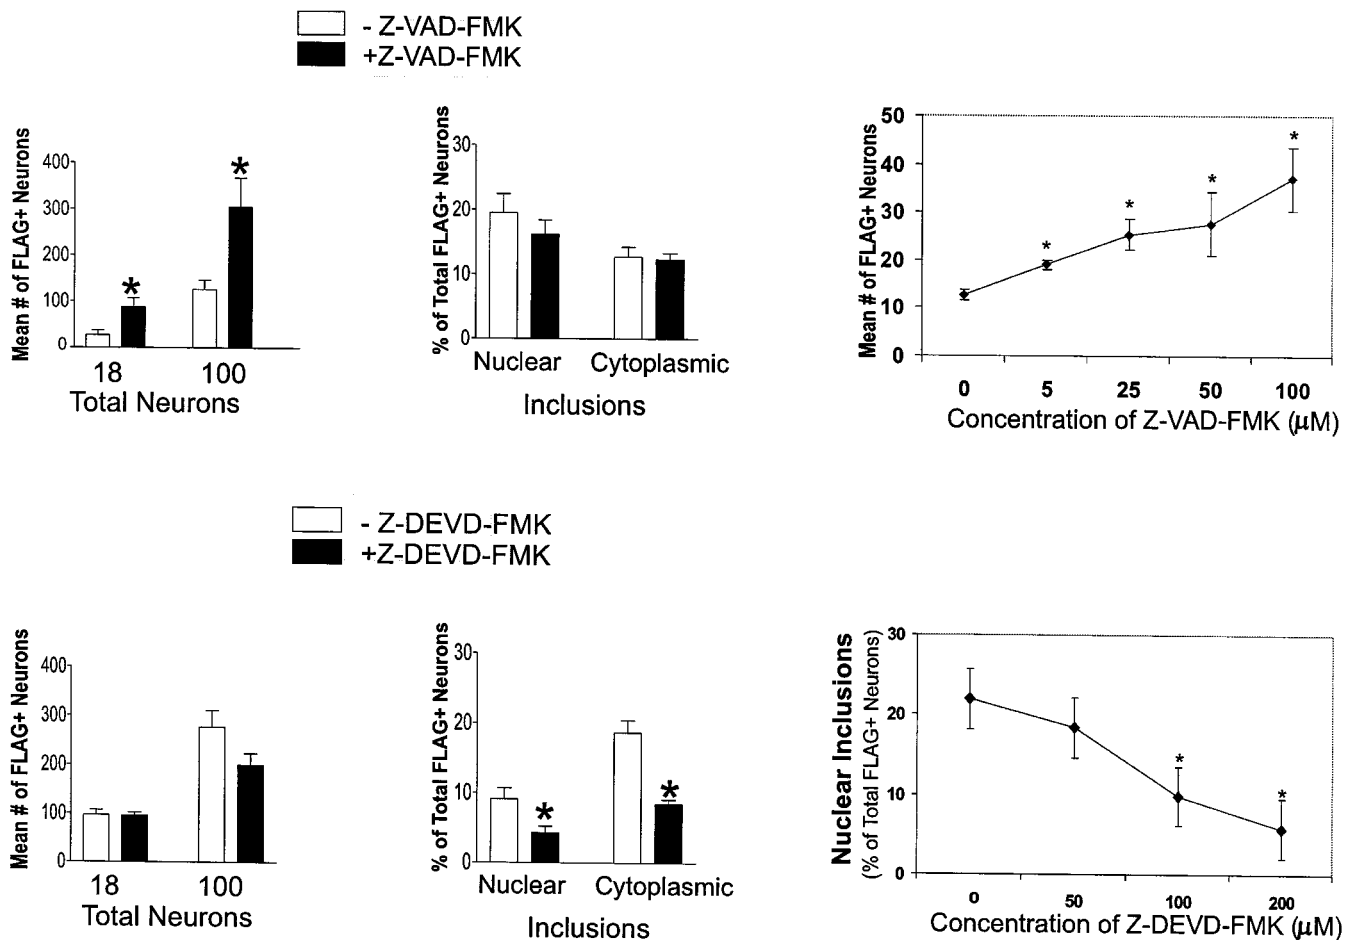 - Z-VAD-FMK
+Z-VAD-FMK
Mean # of FLAG+ Neurons
400
300
200
100
0
*
*
18
100
Total Neurons
% of Total FLAG+ Neurons
30
20
10
0
Nuclear
Cytoplasmic
Inclusions
Mean # of FLAG+ Neurons
50
40
30
20
10
0
*
*
*
*
0
5
25
50
100
Concentration of Z-VAD-FMK (μM)
- Z-DEVD-FMK
+Z-DEVD-FMK
Mean # of FLAG+ Neurons
400
300
200
100
0
18
100
Total Neurons
% of Total FLAG+ Neurons
30
20
10
0
*
*
Nuclear
Cytoplasmic
Inclusions
Nuclear Inclusions
(% of Total FLAG+ Neurons)
30
20
10
0
*
*
0
50
100
200
Concentration of Z-DEVD-FMK (μM)